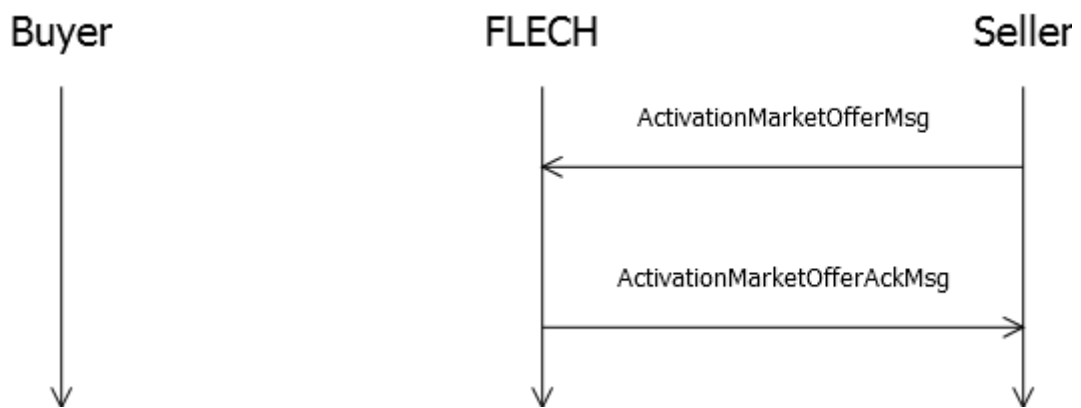 Buyer
FLECH
Seller
ActivationMarketOfferMsg
ActivationMarketOfferAckMsg